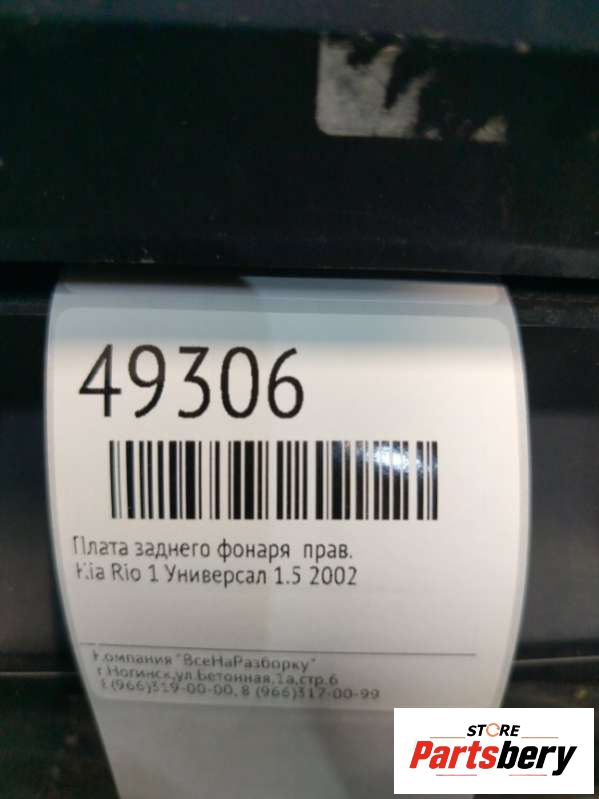 49306
Плата заднего фонаря прав.
Kia Rio 1 Универсал 1.5 2002
Компания "ВсеНаРазборку"
г.Ногинск,ул.Бетонная,1а,стр.6
8 (966)319-00-00, 8 (966)317-00-99
STORE
Partsbery